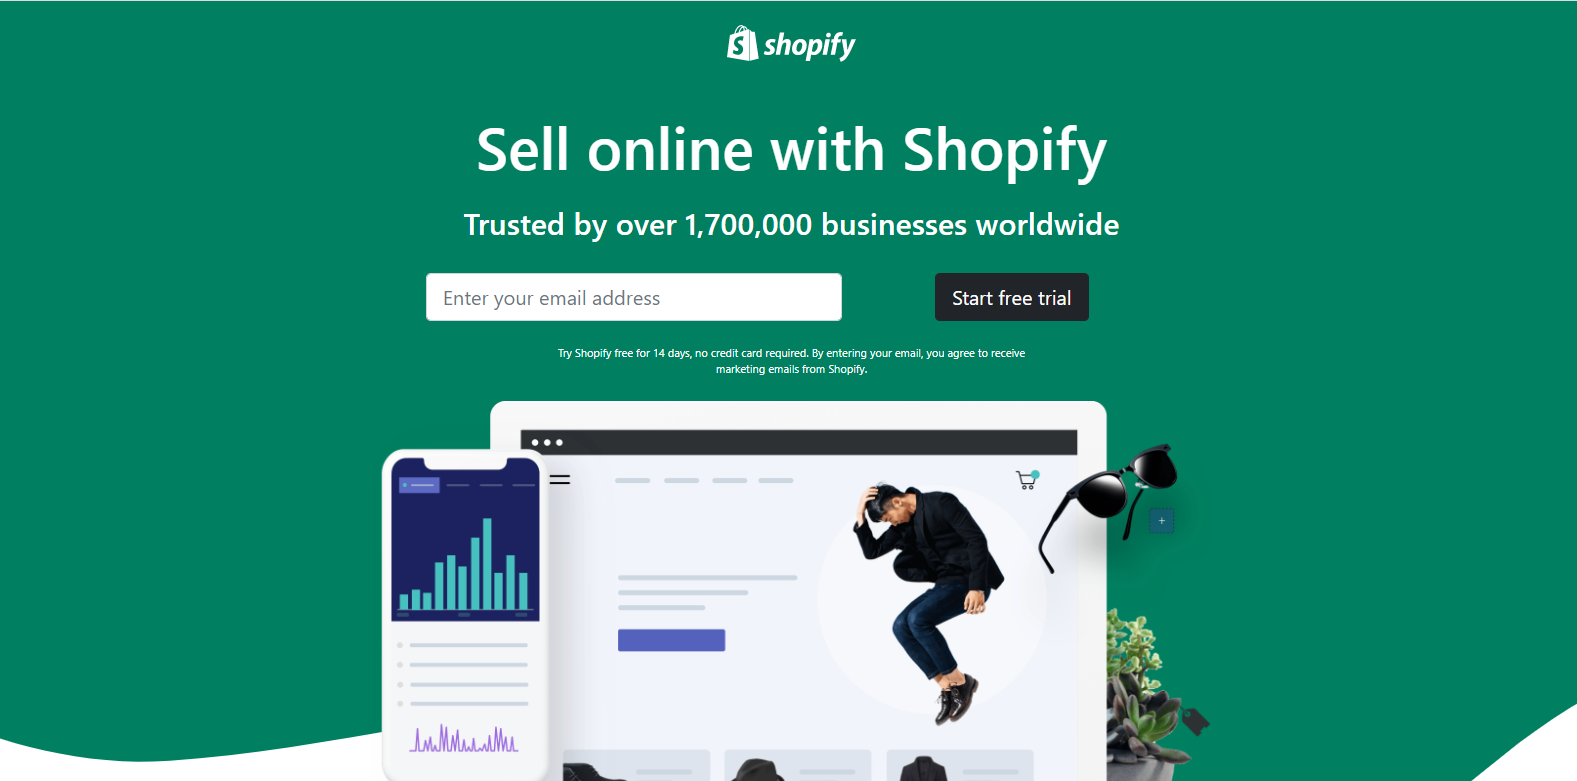 shopify
Sell online with Shopify
Trusted by over 1,700,000 businesses worldwide
Enter your email address
Start free trial
Try Shopify free for 14 days, no credit card required. By entering your email, you agree to receive
marketing emails from Shopify.